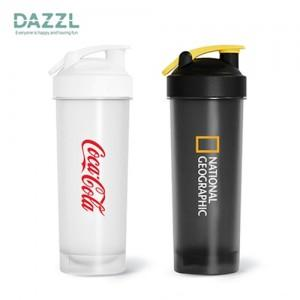 DAZZL
Everyone is happy and having fun
Coca-Cola
NATIONAL
GEOGRAPHIC